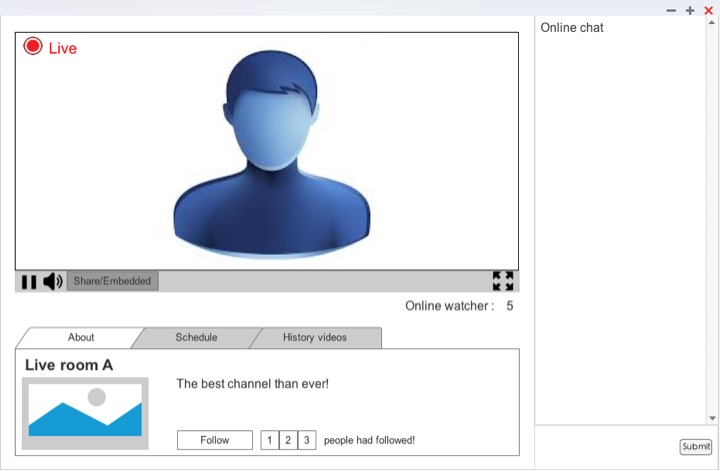 Online chat
Live
Share/Embedded
Online watcher : 5
About Schedule History videos
Live room A
The best channel than ever!
Follow 1 2 3 people had followed!
Submit